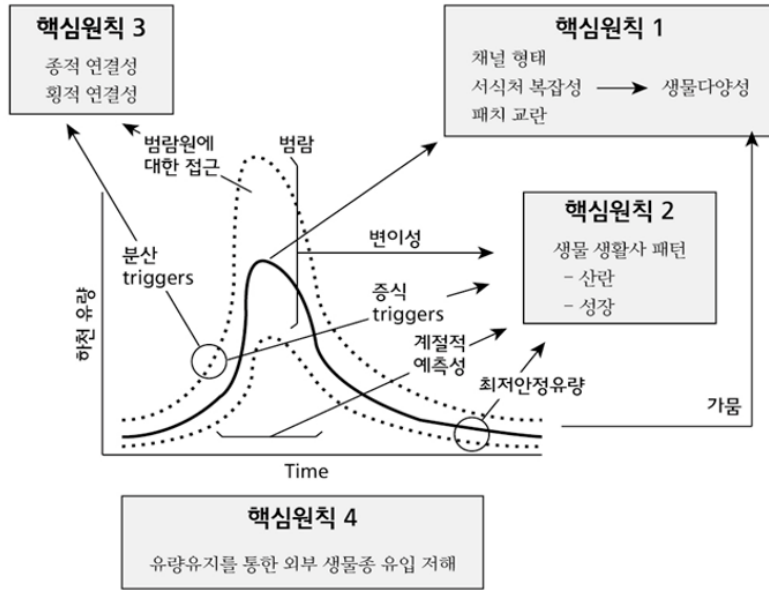 핵심원칙 3
종적 연결성
횡적 연결성
핵심원칙 1
채널 형태
서식처 복잡성
생물다양성
패치 교란
범람원에
대한 접근
범람
핵심원칙 2
생물 생활사 패턴
- 산란
- 성장
변이성
분산
triggers
증식
triggers
계절적
예측성
최저안정유량
가뭄
하천 유량
Time
핵심원칙 4
유량유지를 통한 외부 생물종 유입 저해